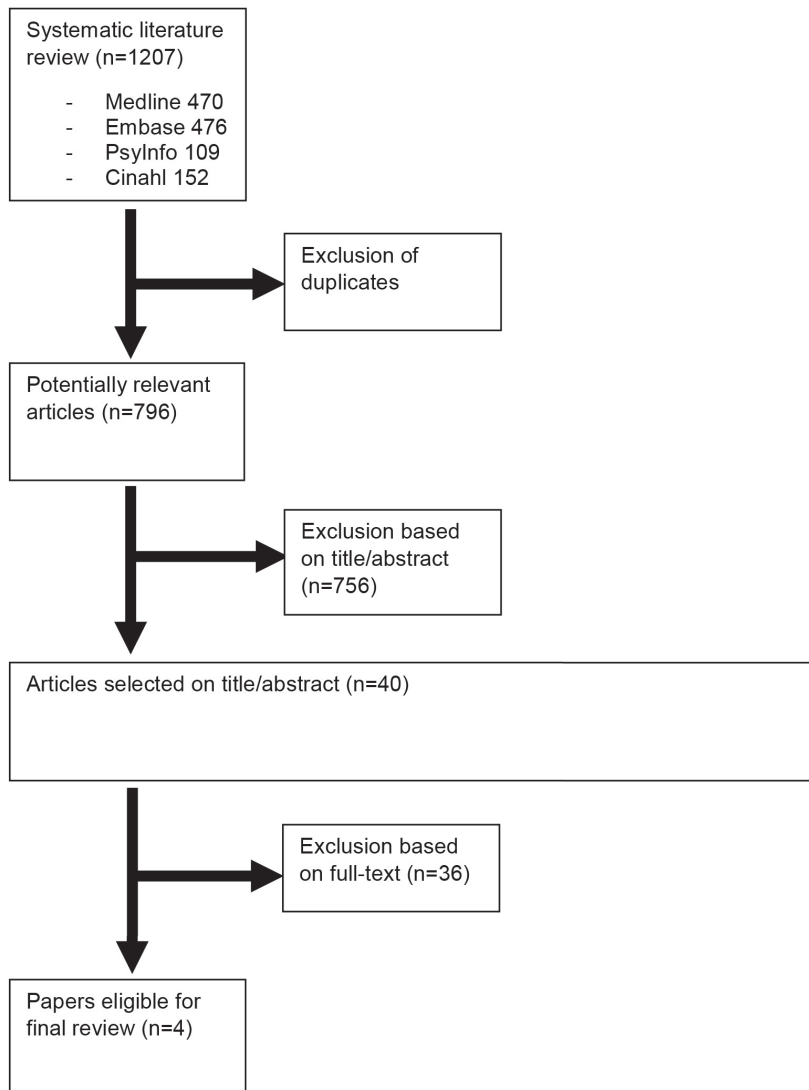 Systematic literature
review (n=1207)
- Medline 470
- Embase 476
- PsyInfo 109
- Cinahl 152
Exclusion of
duplicates
Potentially relevant
articles (n=796)
Exclusion based
on title/abstract
(n=756)
Articles selected on title/abstract (n=40)
Exclusion based
on full-text (n=36)
Papers eligible for
final review (n=4)